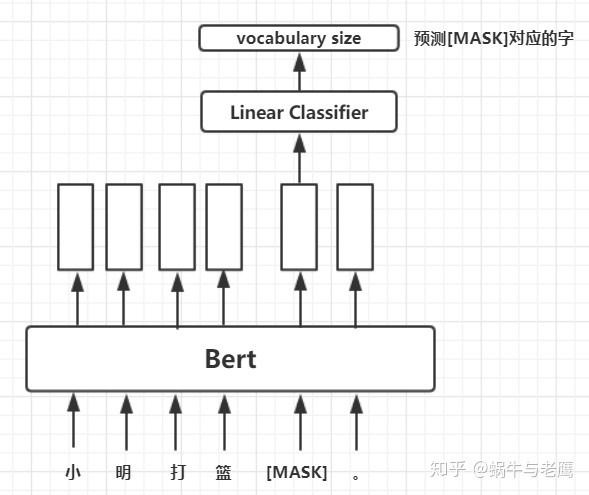 vocabulary size 预测[MASK]对应的字
Linear Classifier
Bert
小 明 打 篮 [MASK] 。
知乎 @蜗牛与老鹰